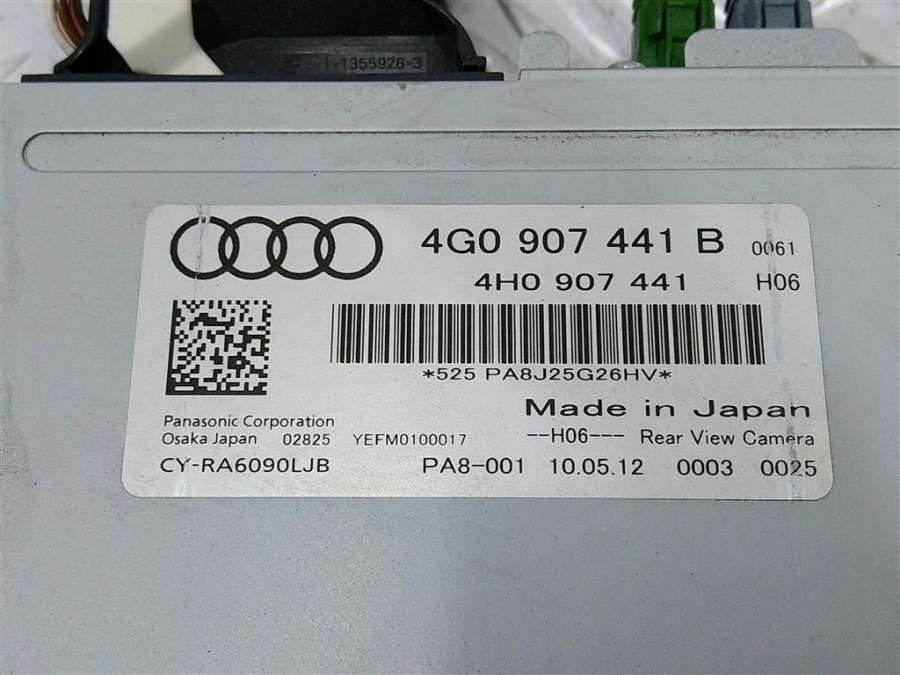 1-1355928-3
4G0 907 441 B 0061
4H0 907 441 H06
*525 PA8J25G26HV*
Made in Japan
Panasonic Corporation
Osaka Japan 02825 YEFM0100017 --H06--- Rear View Camera
CY-RA6090LJB PA8-001 10.05.12 0003 0025